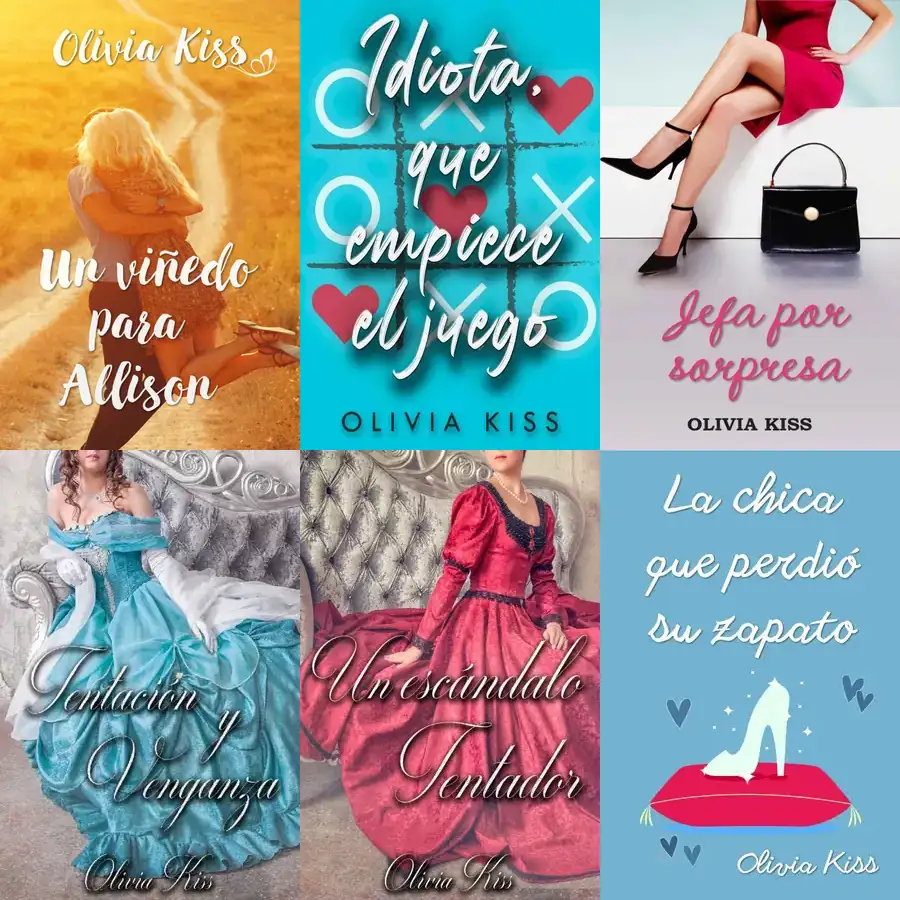 Olivia Kiss
Un viñedo
para
Allison
Idiota,
que
empiece
el juego
OLIVIA KISS
Jefa por
sorpresa
OLIVIA KISS
Tentación
y
Venganza
Olivia Kiss
Un escándalo
Tentador
Olivia Kiss
La chica
que perdió
su zapato
Olivia Kiss